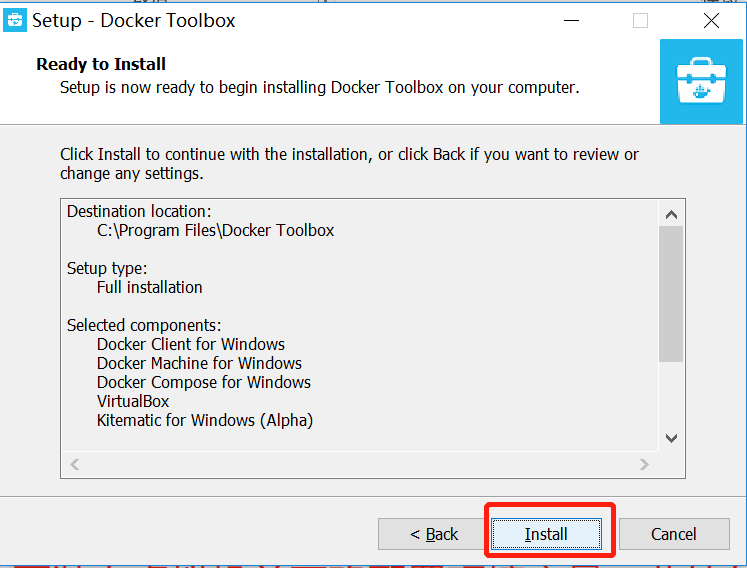 Setup - Docker Toolbox
Ready to Install
Setup is now ready to begin installing Docker Toolbox on your computer.
Click Install to continue with the installation, or click Back if you want to review or
change any settings.
Destination location:
C:\Program Files\Docker Toolbox
Setup type:
Full installation
Selected components:
Docker Client for Windows
Docker Machine for Windows
Docker Compose for Windows
VirtualBox
Kitematic for Windows (Alpha)
< Back
Install
Cancel